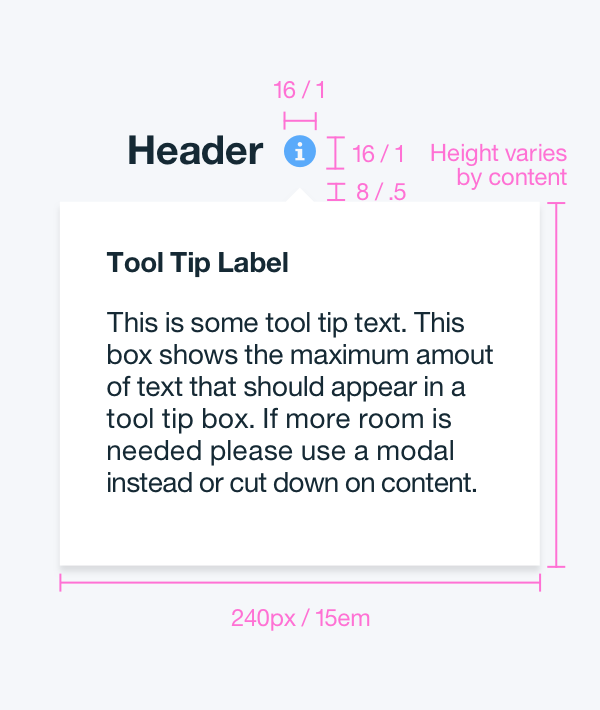 16 / 1
Header
16 / 1
Height varies
by content
8 / .5
Tool Tip Label
This is some tool tip text. This
box shows the maximum amout
of text that should appear in a
tool tip box. If more room is
needed please use a modal
instead or cut down on content.
240px / 15em